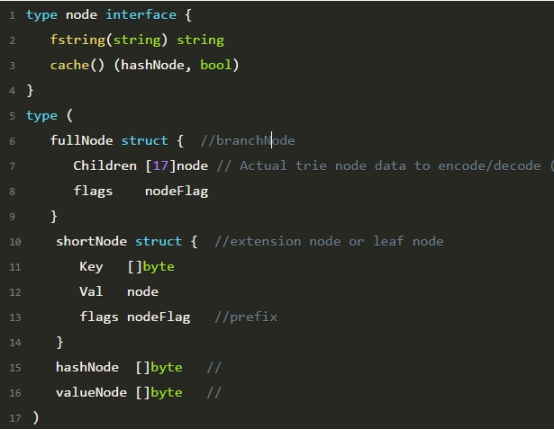 1 type node interface {
2 fstring(string) string
3 cache() (hashNode, bool)
4 }
5 type (
6 fullNode struct { //branchNode
7 Children [17]node // Actual trie node data to encode/decode (
8 flags nodeFlag
9 }
10 shortNode struct { //extension node or leaf node
11 Key []byte
12 Val node
13 flags nodeFlag //prefix
14 }
15 hashNode []byte //
16 valueNode []byte //
17 )